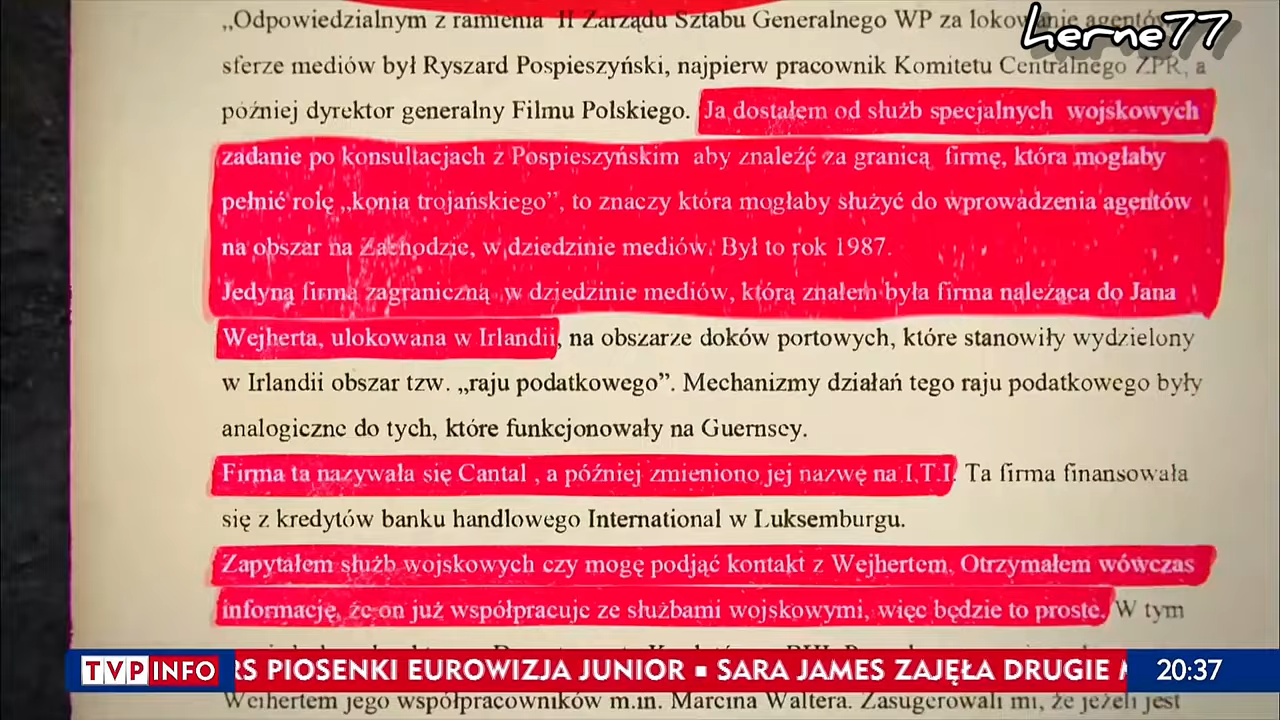 „Odpowiedzialnym z ramienia II Zarządu Sztabu Generalnego WP za lokowanie agentów
herne77
sferze mediów był Ryszard Pospieszyński, najpierw pracownik Komitetu Centralnego ZPR, a
później dyrektor generalny Filmu Polskiego. Ja dostałem od służb specjalnych wojskowych
zadanie po konsultacjach z Pospieszyńskim aby znaleźć za granicą firmę, która mogłaby
pełnić rolę „konia trojańskiego”, to znaczy która mogłaby służyć do wprowadzenia agentów
na obszar na Zachodzie, w dziedzinie mediów. Był to rok 1987.
Jedyną firmą zagraniczną w dziedzinie mediów, którą znałem była firma należąca do Jana
Wejherta, ulokowana w Irlandii, na obszarze doków portowych, które stanowiły wydzielony
w Irlandii obszar tzw. „raju podatkowego”. Mechanizmy działań tego raju podatkowego były
analogiczne do tych, które funkcjonowały na Guernsey.
Firma ta nazywała się Cantal , a później zmieniono jej nazwę na I.T.I. Ta firma finansowała
się z kredytów banku handlowego International w Luksemburgu.
Zapytałem służb wojskowych czy mogę podjąć kontakt z Wejhertem. Otrzymałem wówczas
informację, że on już współpracuje ze służbami wojskowymi, więc będzie to proste. W tym
TVP INFO RS PIOSENKI EUROWIZJA JUNIOR ▪ SARA JAMES ZAJĘŁA DRUGIE 20:37
Wejhertem jego współpracowników m.in. Marcina Waltera. Zasugerowali mi, że jeżeli jest